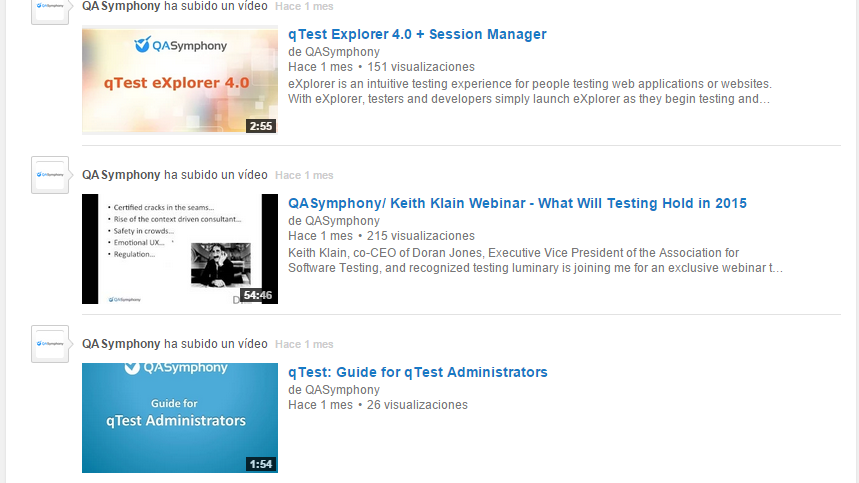 QASymphony ha subido un vídeo Hace 1 mes
QASymphony
qTest eXplorer 4.0
2:55
qTest Explorer 4.0 + Session Manager
de QASymphony
Hace 1 mes • 151 visualizaciones
eXplorer is an intuitive testing experience for people testing web applications or websites.
With eXplorer, testers and developers simply launch eXplorer as they begin testing and…
QASymphony ha subido un vídeo Hace 1 mes
• Certified cracks in the seams...
• Rise of the context driven consultant...
• Safety in crowds...
• Emotional UX...
• Regulation...
QASymphony
54:46
QASymphony/ Keith Klain Webinar - What Will Testing Hold in 2015
de QASymphony
Hace 1 mes • 215 visualizaciones
Keith Klain, co-CEO of Doran Jones, Executive Vice President of the Association for
Software Testing, and recognized testing luminary is joining me for an exclusive webinar t…
QASymphony ha subido un vídeo Hace 1 mes
QASymphony
Guide for
qTest Administrators
1:54
qTest: Guide for qTest Administrators
de QASymphony
Hace 1 mes • 26 visualizaciones